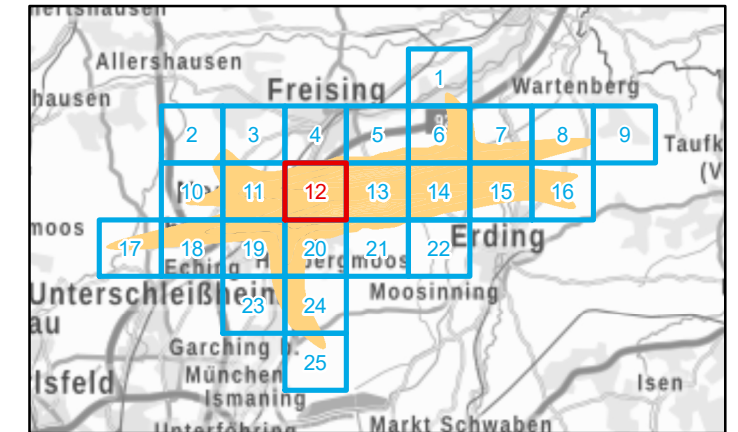 Allershausen
1
Freising
Wartenberg
hausen
2 3 4 5 6 7 8 9
Taufk
(V
10 11 12 13 14 15 16
moos
17 18 19 20 21 22
Erding
Eching
Unterschleißheim
Moosinning
23 24
au
Garching b.
München
25
lsfeld
Ismaning
Isen
Markt Schwaben
Unterföhring